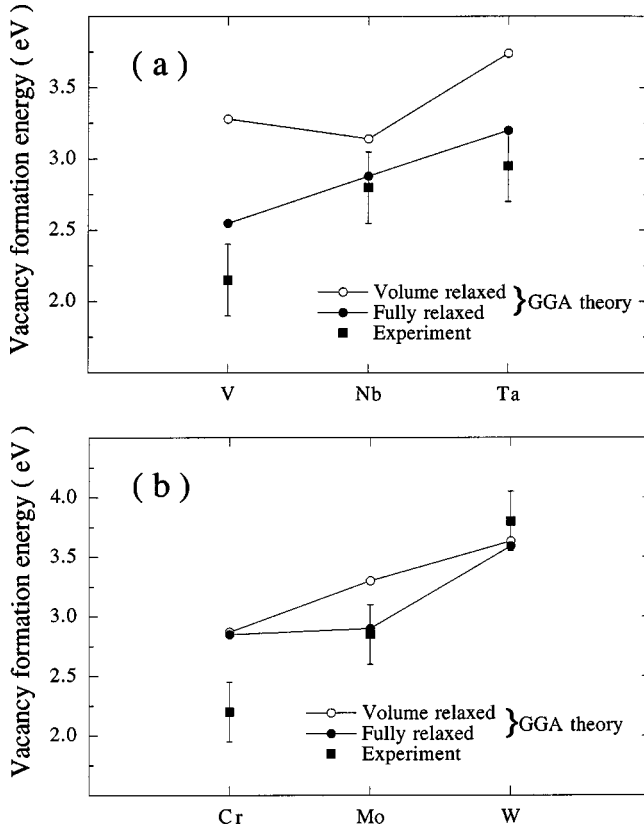 ( a )
Vacancy formation energy ( eV )
3.5
3.0
2.5
2.0
Volume relaxed
Fully relaxed
} GGA theory
Experiment
V Nb Ta
( b )
Vacancy formation energy ( eV )
4.0
3.5
3.0
2.5
2.0
Volume relaxed
Fully relaxed
} GGA theory
Experiment
Cr Mo W